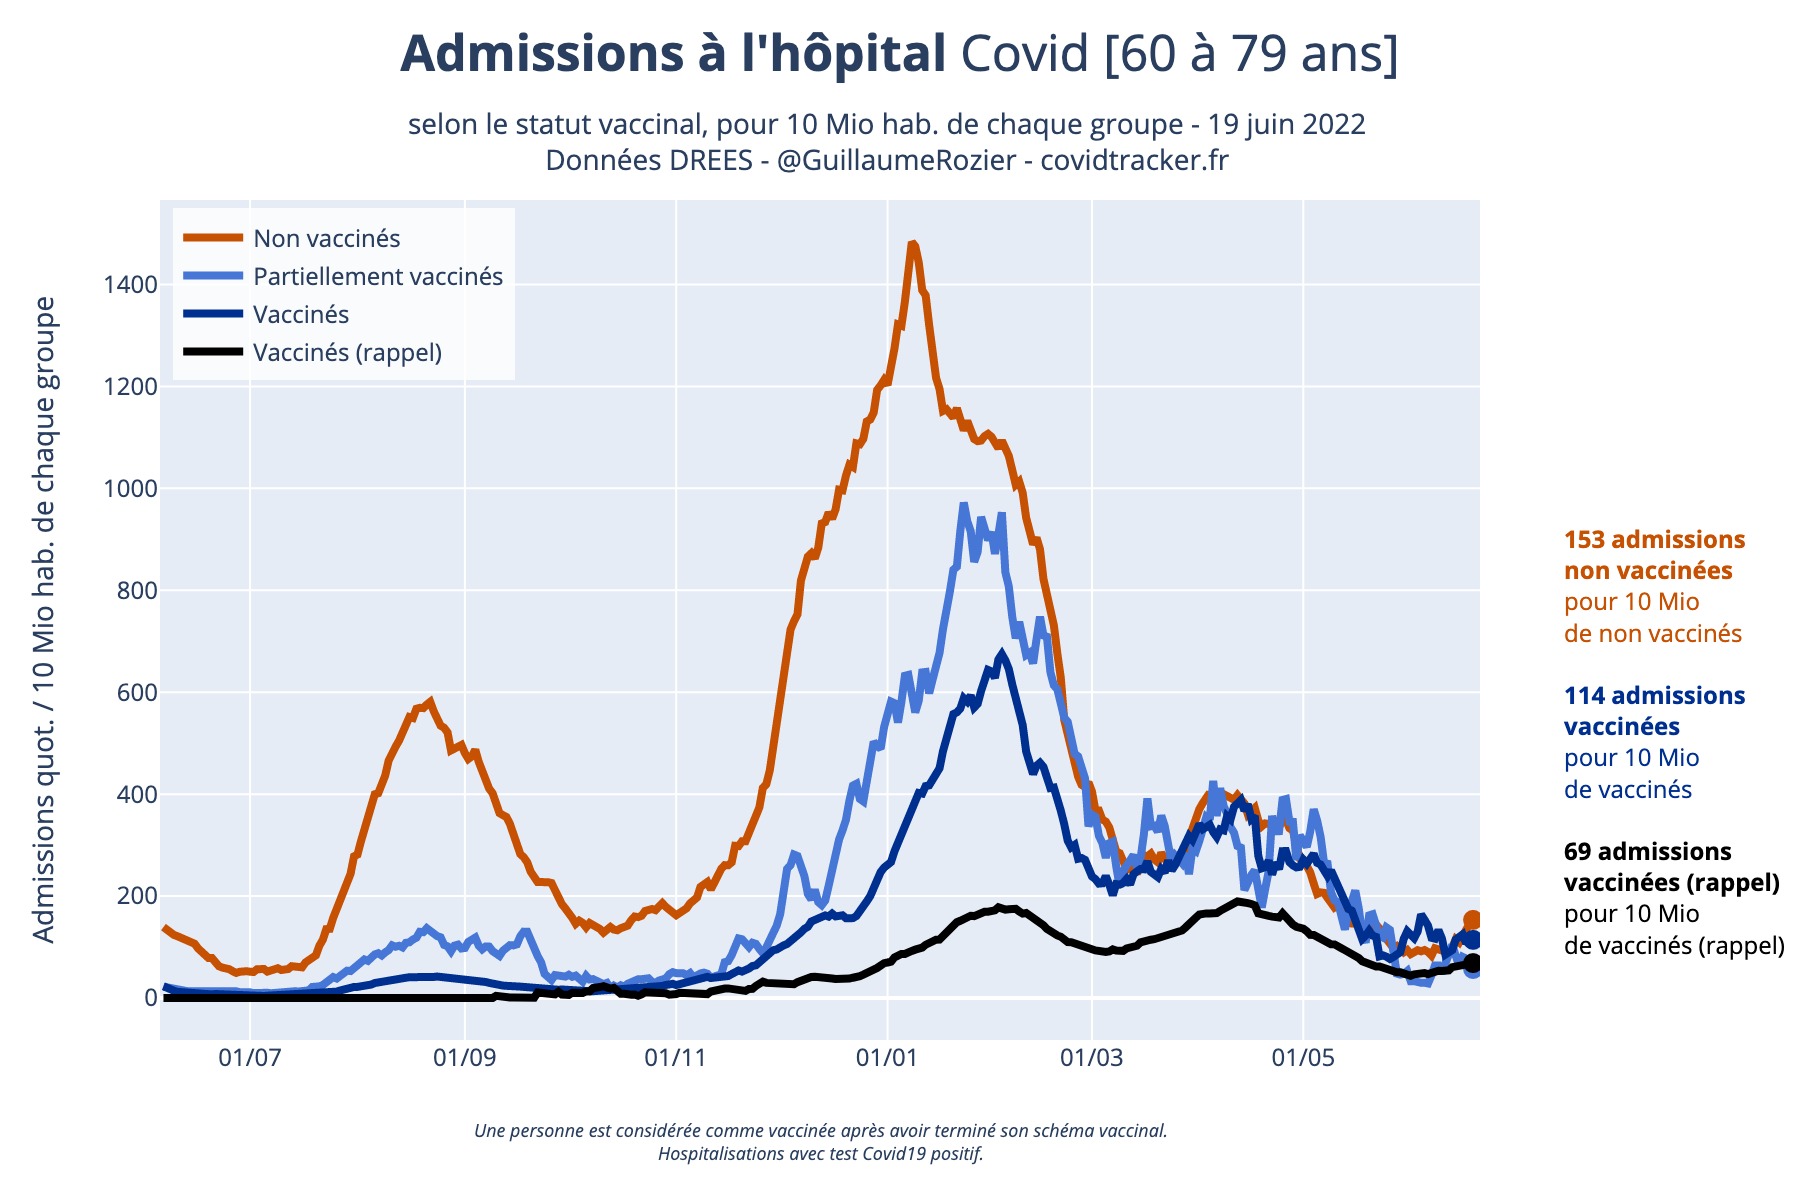 Admissions à l'hôpital Covid [60 à 79 ans]
selon le statut vaccinal, pour 10 Mio hab. de chaque groupe - 19 juin 2022
Données DREES - @GuillaumeRozier - covidtracker.fr
Admissions quot. / 10 Mio hab. de chaque groupe
Non vaccinés
Partiellement vaccinés
Vaccinés
Vaccinés (rappel)
1400
1200
1000
800
600
400
200
0
01/07
01/09
01/11
01/01
01/03
01/05
153 admissions
non vaccinées
pour 10 Mio
de non vaccinés
114 admissions
vaccinées
pour 10 Mio
de vaccinés
69 admissions
vaccinées (rappel)
pour 10 Mio
de vaccinés (rappel)
Une personne est considérée comme vaccinée après avoir terminé son schéma vaccinal.
Hospitalisations avec test Covid19 positif.